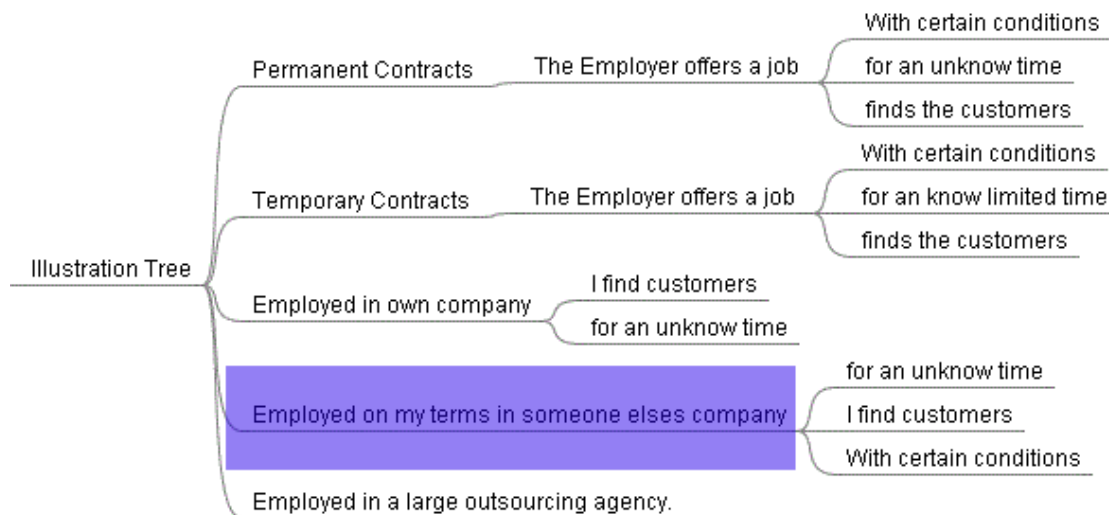 Illustration Tree
Permanent Contracts
The Employer offers a job
With certain conditions
for an unknow time
finds the customers
Temporary Contracts
The Employer offers a job
With certain conditions
for an know limited time
finds the customers
Employed in own company
I find customers
for an unknow time
Employed on my terms in someone elses company
for an unknow time
I find customers
With certain conditions
Employed in a large outsourcing agency.